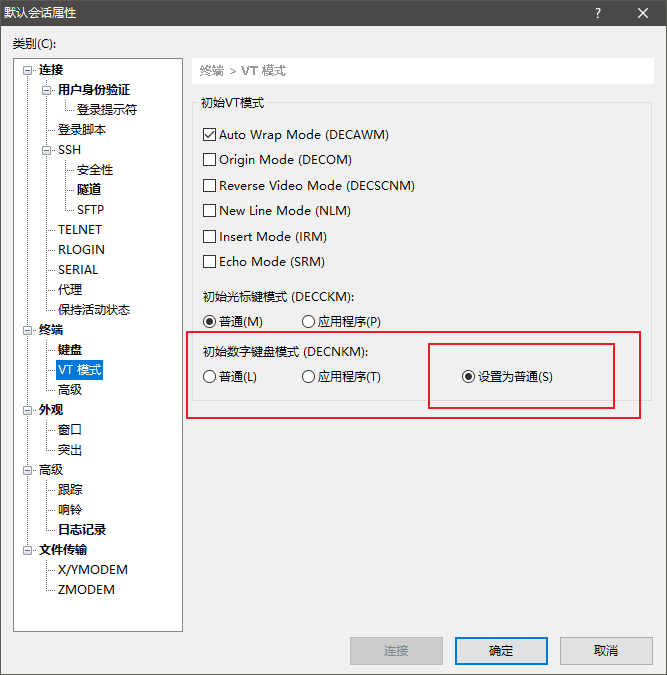 默认会话属性
类别(C):
连接
用户身份验证
登录提示符
登录脚本
SSH
安全性
隧道
SFTP
TELNET
RLOGIN
SERIAL
代理
保持活动状态
终端
键盘
VT 模式
高级
外观
窗口
突出
高级
跟踪
响铃
日志记录
文件传输
X/YMODEM
ZMODEM
终端 > VT 模式
初始VT模式
Auto Wrap Mode (DECAWM)
Origin Mode (DECOM)
Reverse Video Mode (DECSCNM)
New Line Mode (NLM)
Insert Mode (IRM)
Echo Mode (SRM)
初始光标键模式 (DECCKM):
普通(M) 应用程序(P)
初始数字键盘模式 (DECNKM):
普通(L) 应用程序(T) 设置为普通(S)
连接 确定 取消